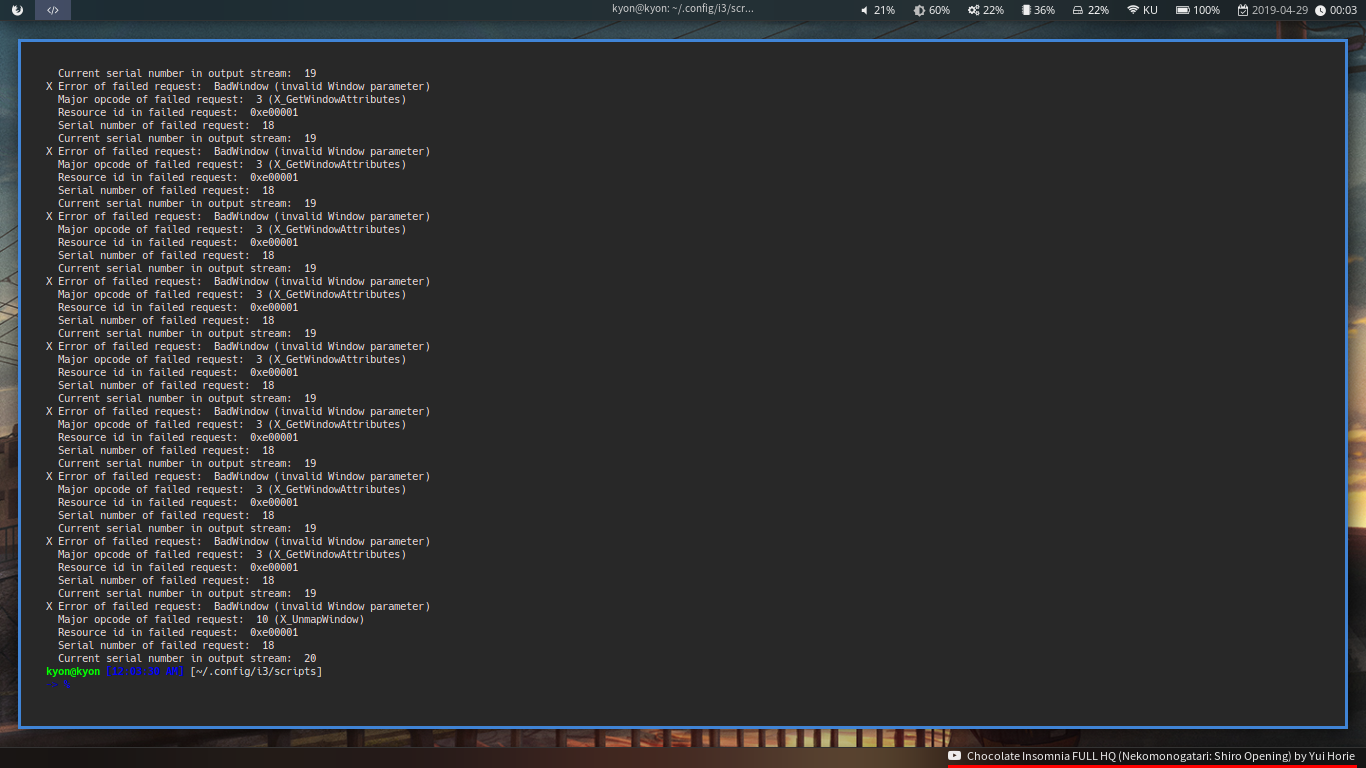 </>
kyon@kyon: ~/.config/i3/scr...
21% 60% 22% 36% 22% KU 100% 2019-04-29 00:03
Current serial number in output stream:  19
X Error of failed request:  BadWindow (invalid Window parameter)
Major opcode of failed request:  3 (X_GetWindowAttributes)
Resource id in failed request:  0xe00001
Serial number of failed request:  18
Current serial number in output stream:  19
X Error of failed request:  BadWindow (invalid Window parameter)
Major opcode of failed request:  3 (X_GetWindowAttributes)
Resource id in failed request:  0xe00001
Serial number of failed request:  18
Current serial number in output stream:  19
X Error of failed request:  BadWindow (invalid Window parameter)
Major opcode of failed request:  3 (X_GetWindowAttributes)
Resource id in failed request:  0xe00001
Serial number of failed request:  18
Current serial number in output stream:  19
X Error of failed request:  BadWindow (invalid Window parameter)
Major opcode of failed request:  3 (X_GetWindowAttributes)
Resource id in failed request:  0xe00001
Serial number of failed request:  18
Current serial number in output stream:  19
X Error of failed request:  BadWindow (invalid Window parameter)
Major opcode of failed request:  3 (X_GetWindowAttributes)
Resource id in failed request:  0xe00001
Serial number of failed request:  18
Current serial number in output stream:  19
X Error of failed request:  BadWindow (invalid Window parameter)
Major opcode of failed request:  3 (X_GetWindowAttributes)
Resource id in failed request:  0xe00001
Serial number of failed request:  18
Current serial number in output stream:  19
X Error of failed request:  BadWindow (invalid Window parameter)
Major opcode of failed request:  3 (X_GetWindowAttributes)
Resource id in failed request:  0xe00001
Serial number of failed request:  18
Current serial number in output stream:  19
X Error of failed request:  BadWindow (invalid Window parameter)
Major opcode of failed request:  3 (X_GetWindowAttributes)
Resource id in failed request:  0xe00001
Serial number of failed request:  18
Current serial number in output stream:  19
X Error of failed request:  BadWindow (invalid Window parameter)
Major opcode of failed request:  10 (X_UnmapWindow)
Resource id in failed request:  0xe00001
Serial number of failed request:  18
Current serial number in output stream:  20
kyon@kyon [~/.config/i3/scripts]
Chocolate Insomnia FULL HQ (Nekomonogatari: Shiro Opening) by Yui Horie